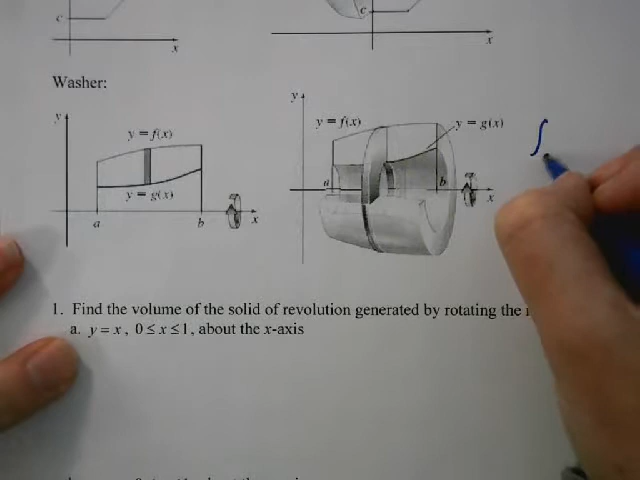 c
x
c
x
Washer:
y
y = f(x)
y = g(x)
a
b
x
y
y = f(x)
y = g(x)
a
b
x
∫
1. Find the volume of the solid of revolution generated by rotating the
a. y = x, 0 ≤ x ≤ 1, about the x-axis